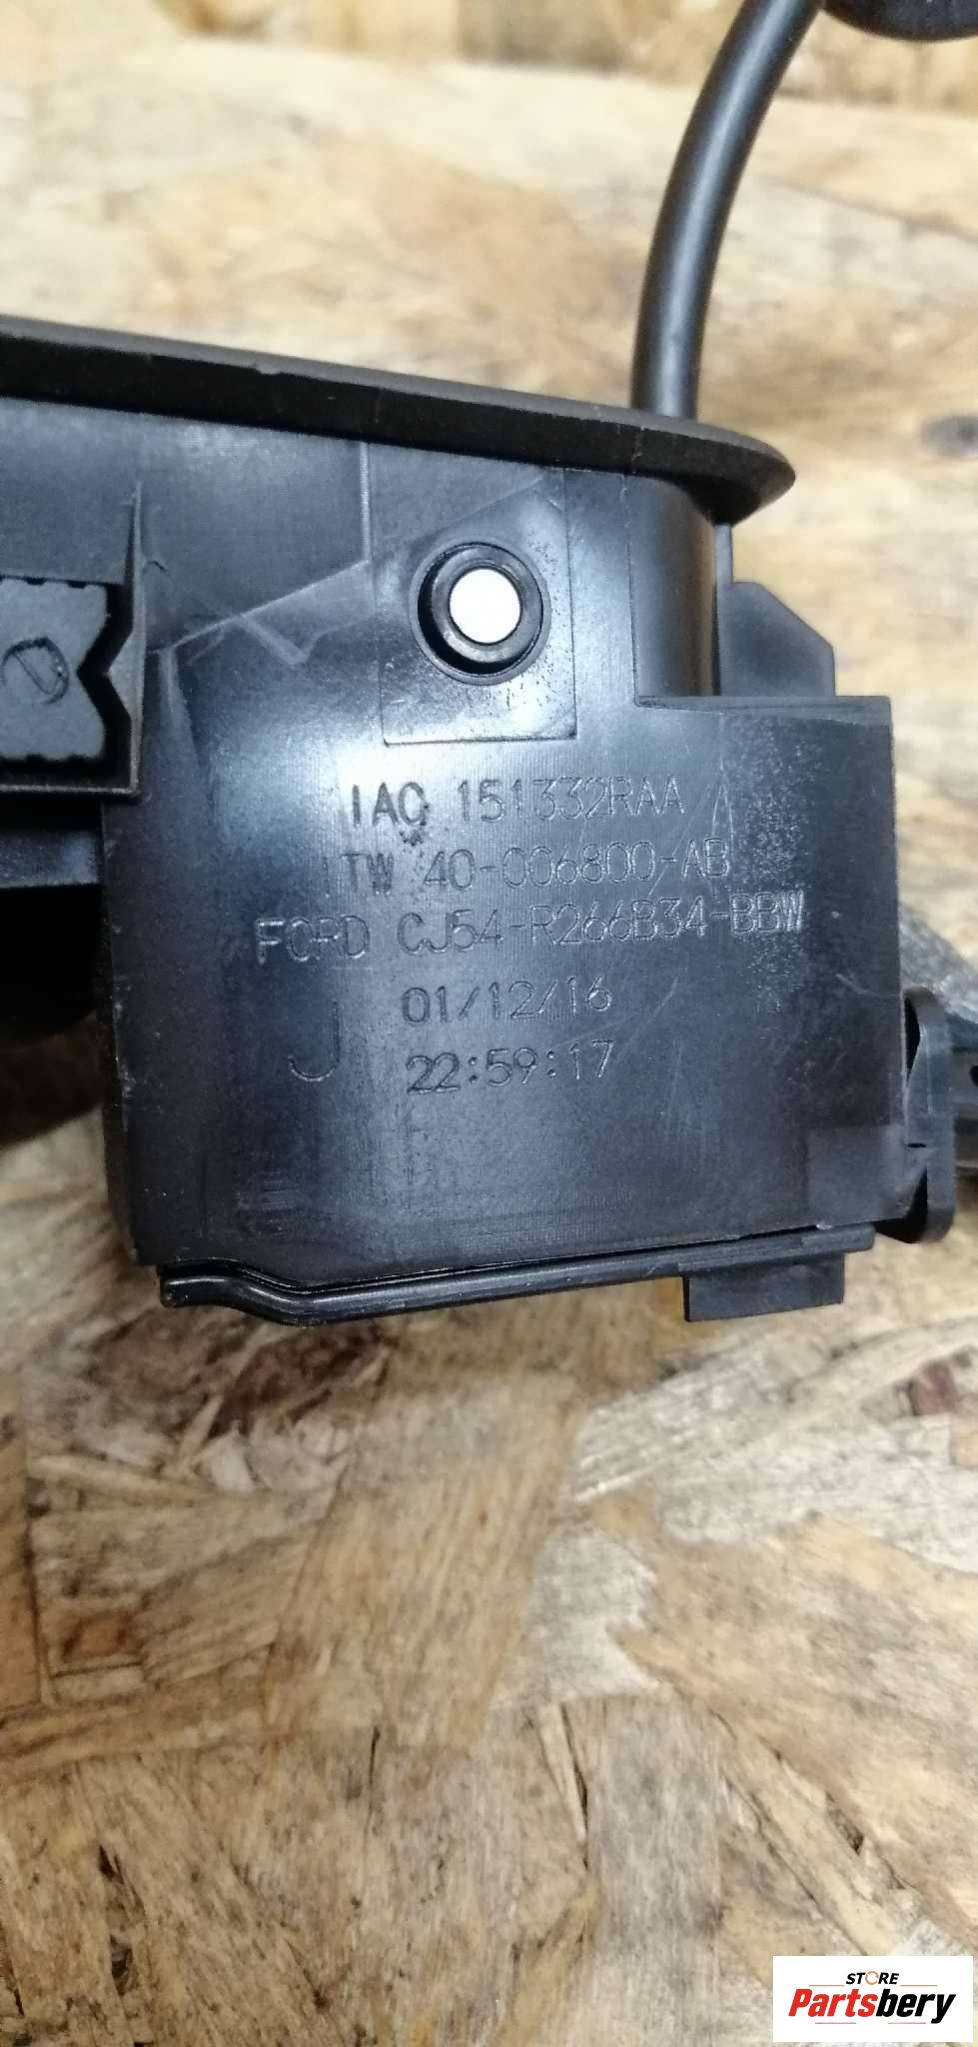 IAC 151332RAA
ITW 40-006800-AB
FORD CJ54-R266B34-BBW
01/12/16
22:59:17
STORE
Partsbery